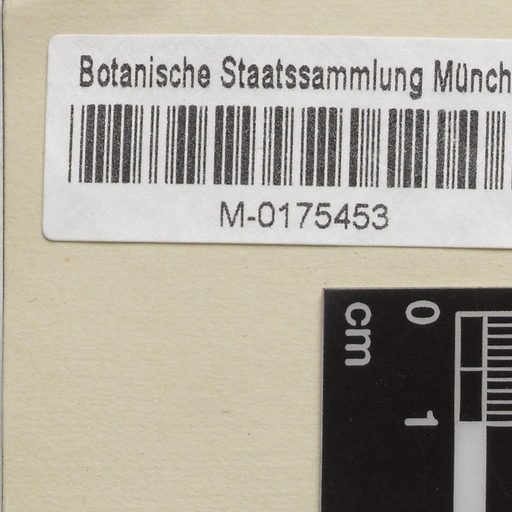 Botanische Staatssammlung Münch
M-0175453
cm
0
1